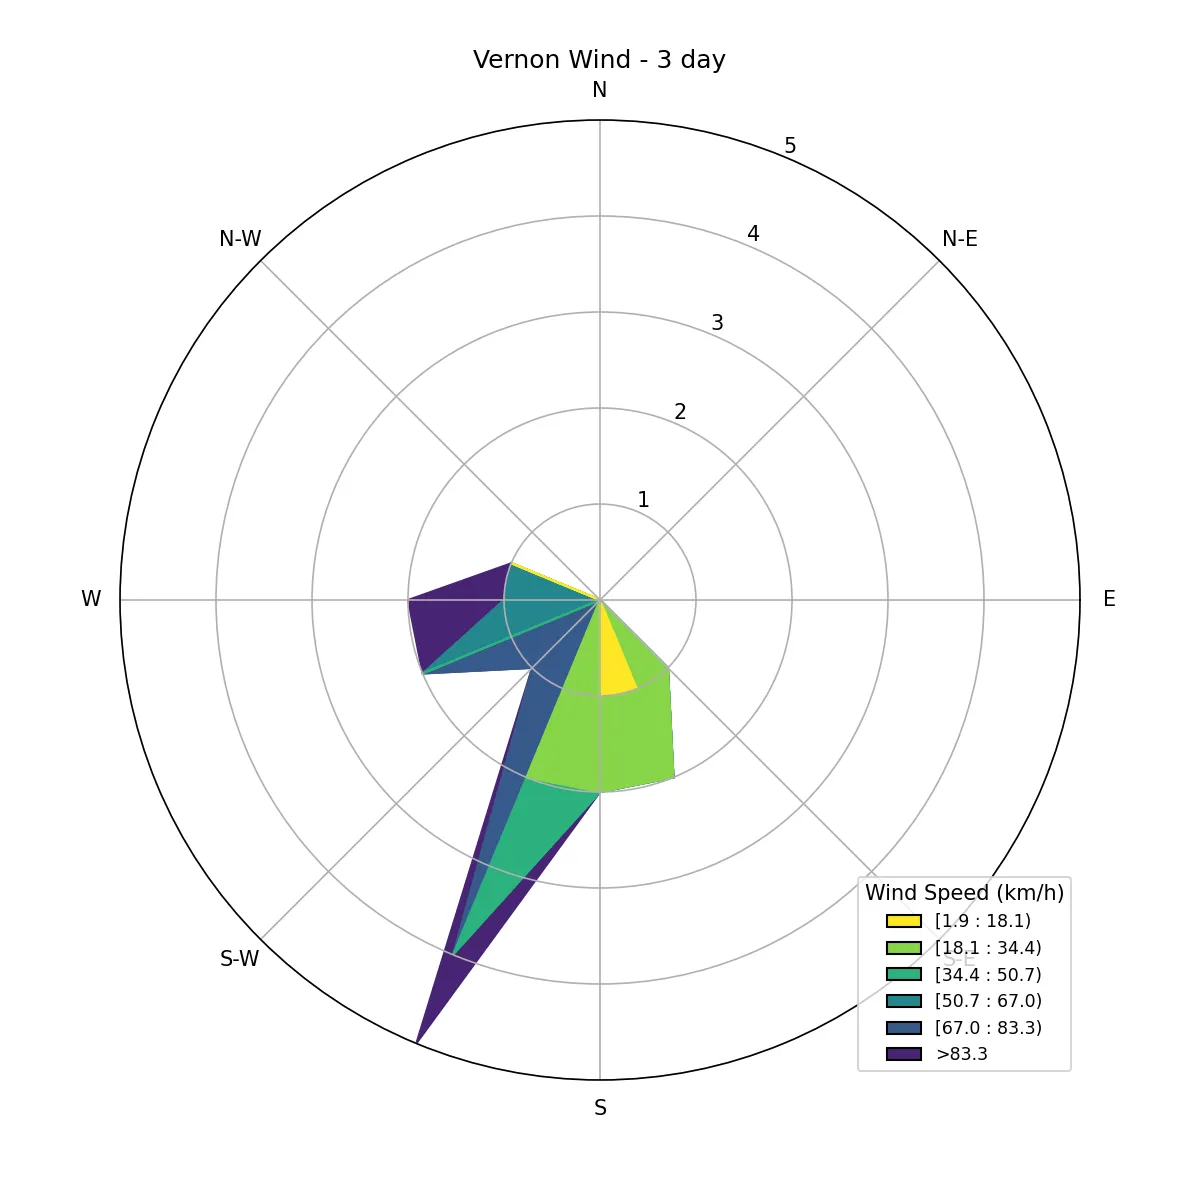 Vernon Wind - 3 day
N
5
N-W
4
N-E
3
2
1
W
E
S-W
S-E
S
Wind Speed (km/h)
[1.9 : 18.1)
[18.1 : 34.4)
[34.4 : 50.7)
[50.7 : 67.0)
[67.0 : 83.3)
>83.3